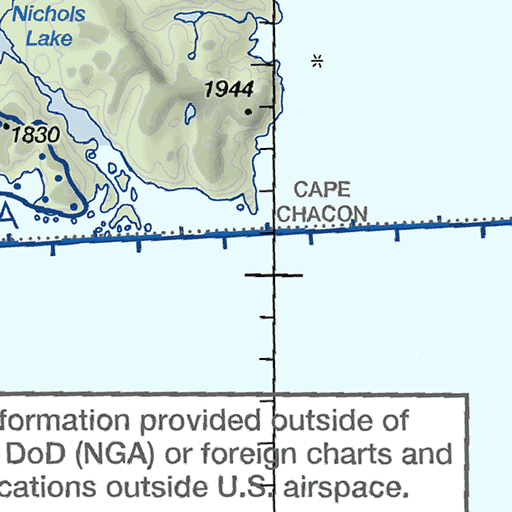 Nichols
Lake
1944
1830
CAPE
CHACON
A
formation provided outside of
DoD (NGA) or foreign charts and
cations outside U.S. airspace.